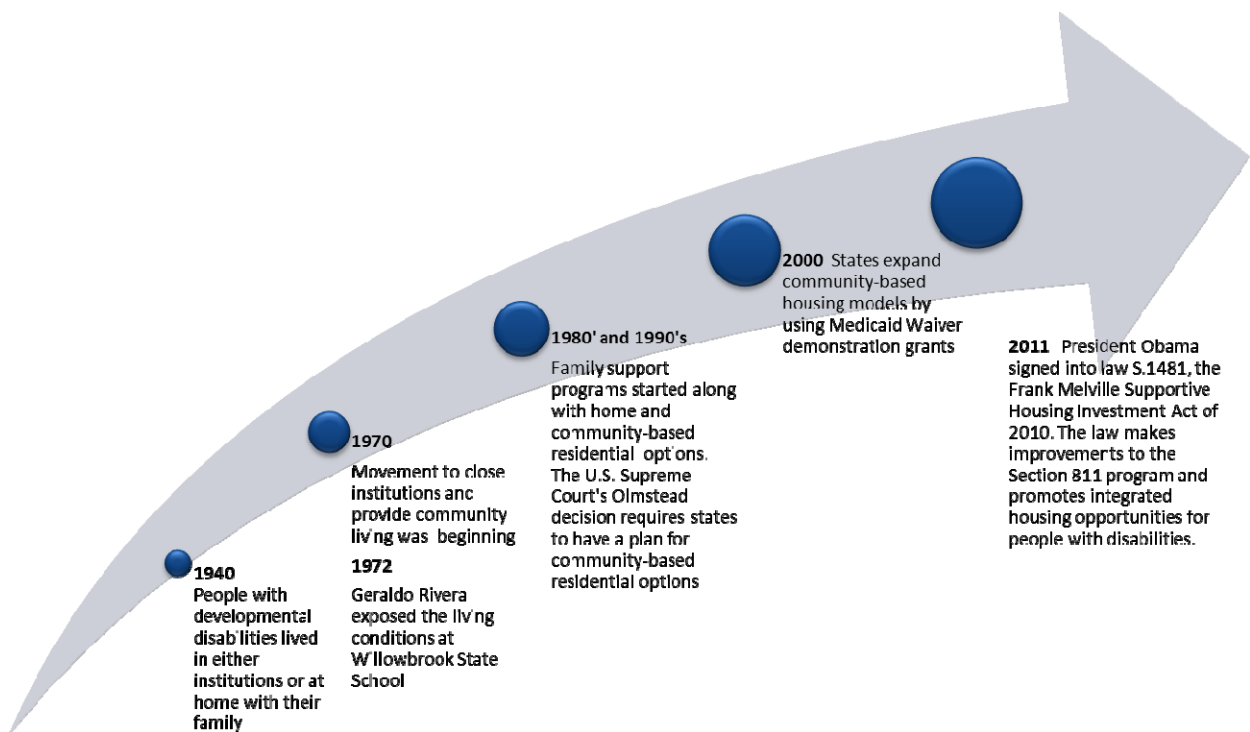 1940
People with
developmental
disabilities lived
in either
institutions or at
home with their
family
1970
Movement to close
institutions and
provide community
living was beginning
1972
Geraldo Rivera
exposed the living
conditions at
Willowbrook State
School
1980' and 1990's
Family support
programs started along
with home and
community-based
residential options.
The U.S. Supreme
Court's Olmstead
decision requires states
to have a plan for
community-based
residential options
2000 States expand
community-based
housing models by
using Medicaid Waiver
demonstration grants
2011 President Obama
signed into law S.1481, the
Frank Melville Supportive
Housing Investment Act of
2010. The law makes
improvements to the
Section 811 program and
promotes integrated
housing opportunities for
people with disabilities.